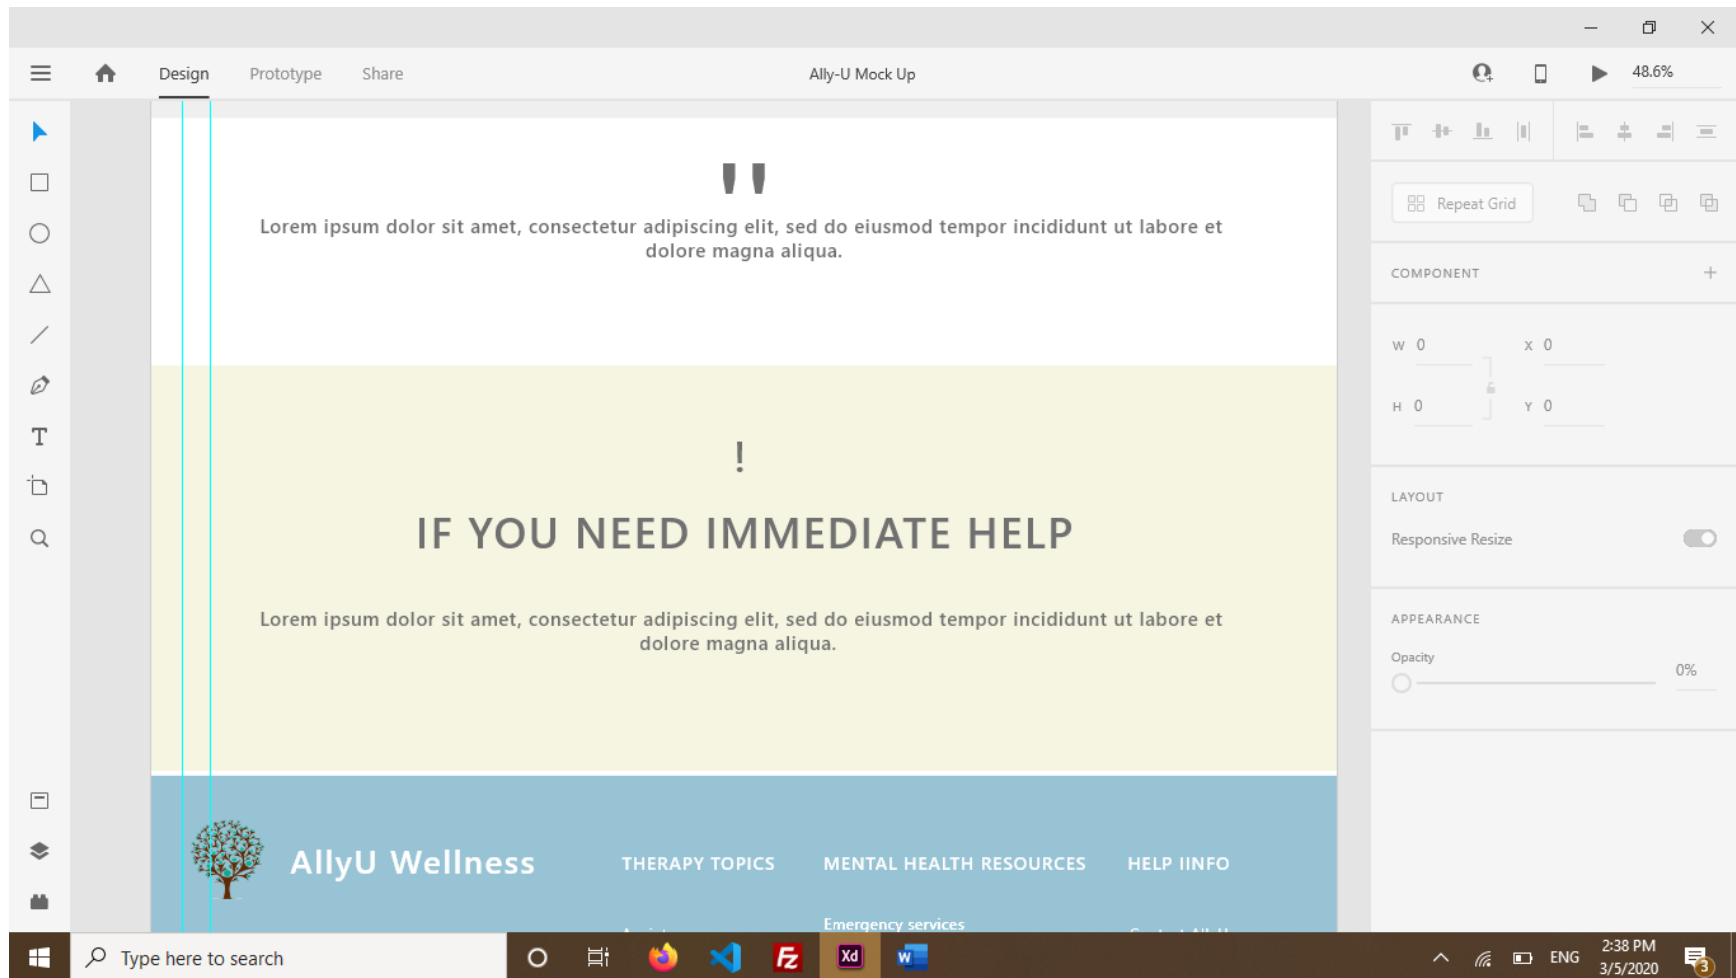 Design Prototype Share Ally-U Mock Up 48.6%
"
Lorem ipsum dolor sit amet, consectetur adipiscing elit, sed do eiusmod tempor incididunt ut labore et
dolore magna aliqua.
!
IF YOU NEED IMMEDIATE HELP
Lorem ipsum dolor sit amet, consectetur adipiscing elit, sed do eiusmod tempor incididunt ut labore et
dolore magna aliqua.
AllyU Wellness THERAPY TOPICS MENTAL HEALTH RESOURCES HELP IINFO
Emergency services
Repeat Grid
COMPONENT
W 0 X 0
H 0 Y 0
LAYOUT
Responsive Resize
APPEARANCE
Opacity
0%
T
Type here to search
Fz
Xd
W
ENG
2:38 PM
3/5/2020
3